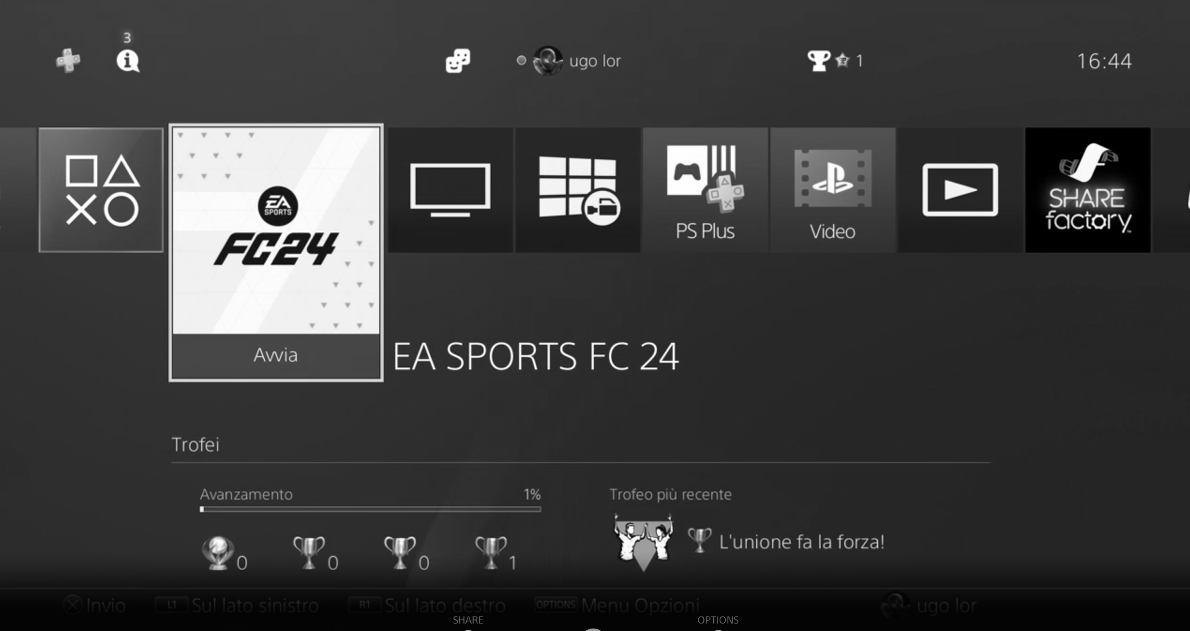 3
ugo lor
1
16:44
EA SPORTS
FC24
PS Plus
Video
SHARE
factory™
Avvia
EA SPORTS FC 24
Trofei
Avanzamento 1%
Trofeo più recente
0 0 0 1
L'unione fa la forza!
Invio L1 Sul lato sinistro R1 Sul lato destro OPTIONS Menu Opzioni ugo lor
SHARE OPTIONS